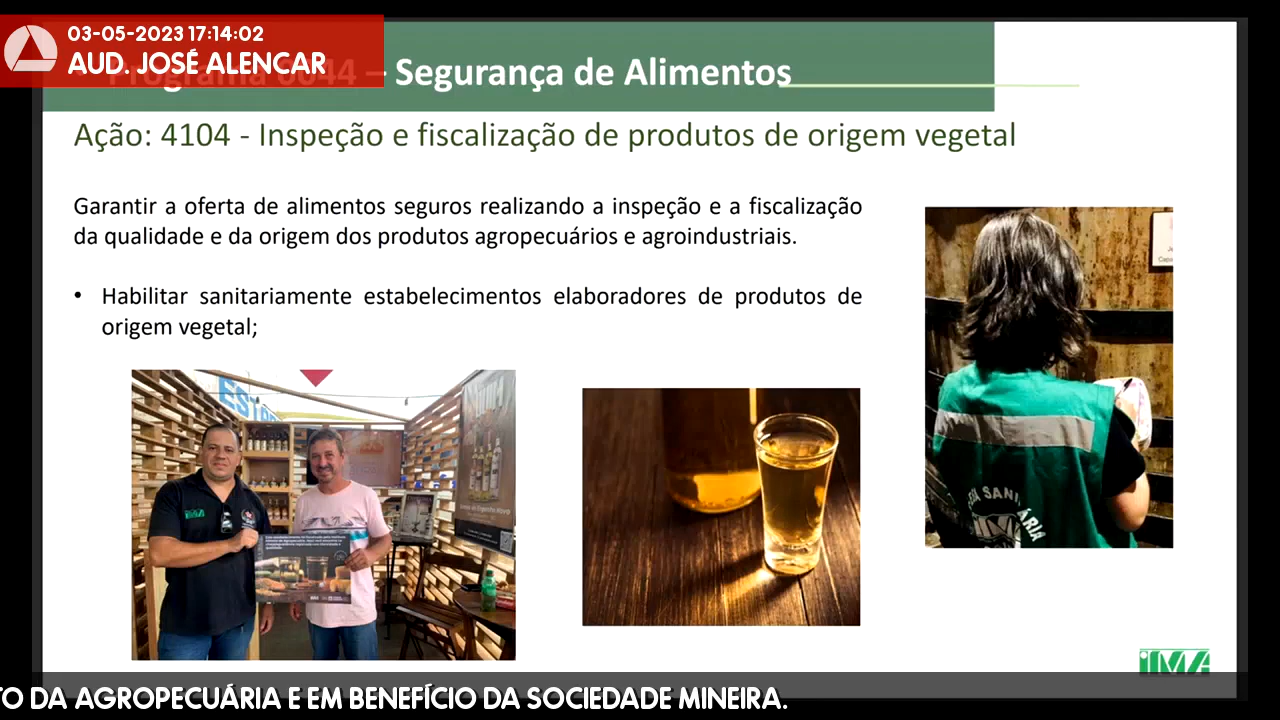 03-05-2023 17:14:02
AUD. JOSÉ ALENCAR
– Segurança de Alimentos
Ação: 4104 - Inspeção e fiscalização de produtos de origem vegetal
Garantir a oferta de alimentos seguros realizando a inspeção e a fiscalização
da qualidade e da origem dos produtos agropecuários e agroindustriais.
• Habilitar sanitariamente estabelecimentos elaboradores de produtos de
origem vegetal;
IMA
TO DA AGROPECUÁRIA E EM BENEFÍCIO DA SOCIEDADE MINEIRA.